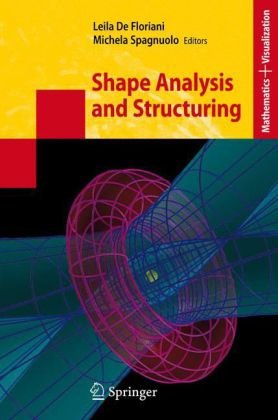 Leila De Floriani
Michela Spagnuolo Editors
Shape Analysis
and Structuring
Mathematics + Visualization
Springer